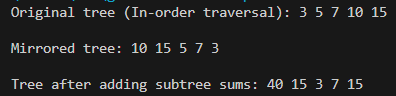 Original tree (In-order traversal): 3 5 7 10 15
Mirrored tree: 10 15 5 7 3
Tree after adding subtree sums: 40 15 3 7 15